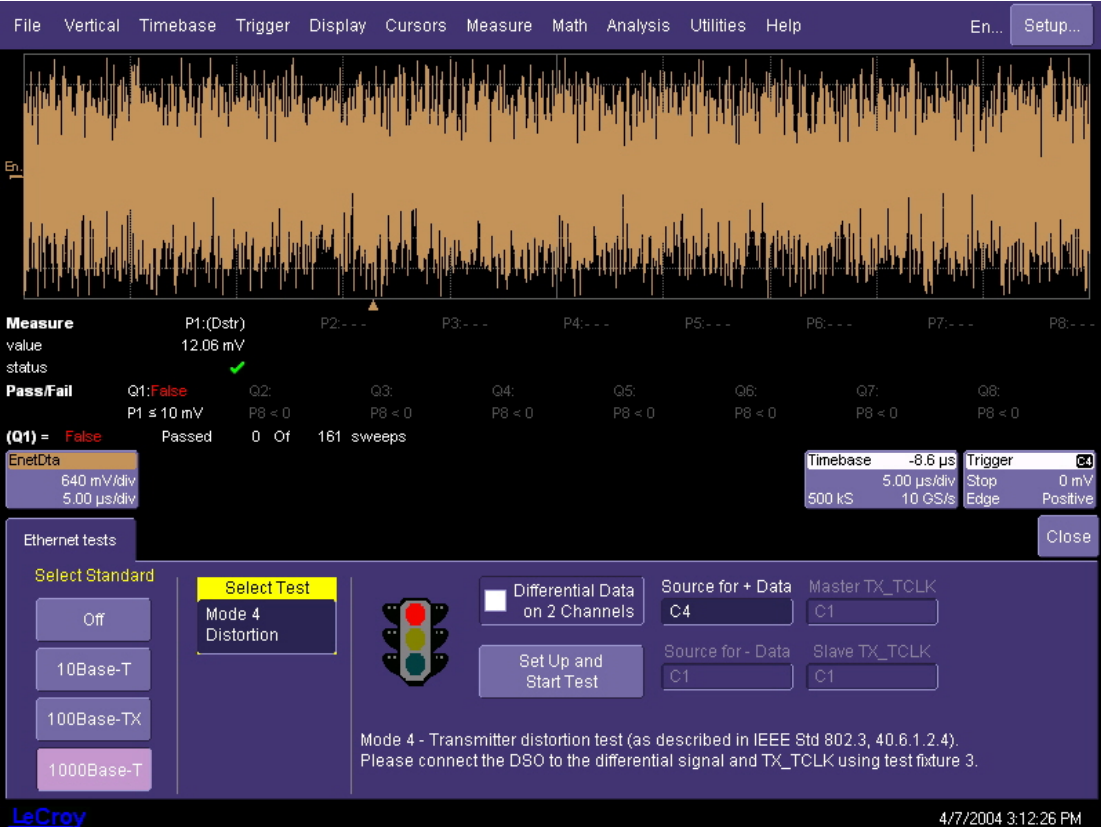 File Vertical Timebase Trigger Display Cursors Measure Math Analysis Utilities Help En... Setup...
En.
Measure P1:(Dstr) P2:- - - P3:- - - P4:- - - P5:- - - P6:- - - P7:- - - P8:- - -
value 12.06 mV
status
Pass/Fail Q1:False Q2: Q3: Q4: Q5: Q6: Q7: Q8:
P1 ≤ 10 mV P8 < 0 P8 < 0 P8 < 0 P8 < 0 P8 < 0 P8 < 0 P8 < 0
(Q1) = False Passed 0 Of 161 sweeps
EnetDta
640 mV/div
5.00 µs/div
Timebase -8.6 µs
5.00 µs/div
500 kS 10 GS/s
Trigger C4
Stop 0 mV
Edge Positive
Ethernet tests
Close
Select Standard
Off
10Base-T
100Base-TX
1000Base-T
Select Test
Mode 4
Distortion
Differential Data
on 2 Channels
Set Up and
Start Test
Source for + Data
C4
Master TX_TCLK
C1
Source for - Data
C1
Slave TX_TCLK
C1
Mode 4 - Transmitter distortion test (as described in IEEE Std 802.3, 40.6.1.2.4).
Please connect the DSO to the differential signal and TX_TCLK using test fixture 3.
LeCroy
4/7/2004 3:12:26 PM